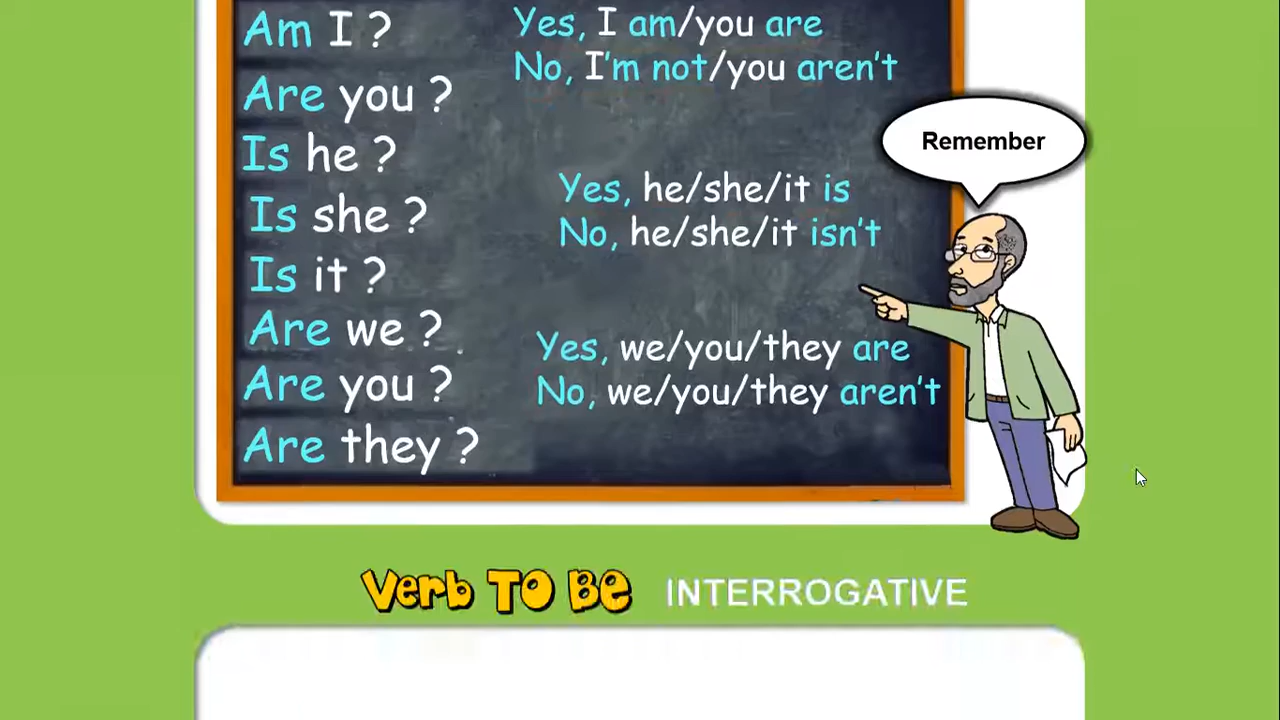 Am I ?
Are you ?
Is he ?
Is she ?
Is it ?
Are we ?
Are you ?
Are they ?
Yes, I am/you are
No, I'm not/you aren't
Yes, he/she/it is
No, he/she/it isn't
Yes, we/you/they are
No, we/you/they aren't
Remember
Verb TO Be INTERROGATIVE